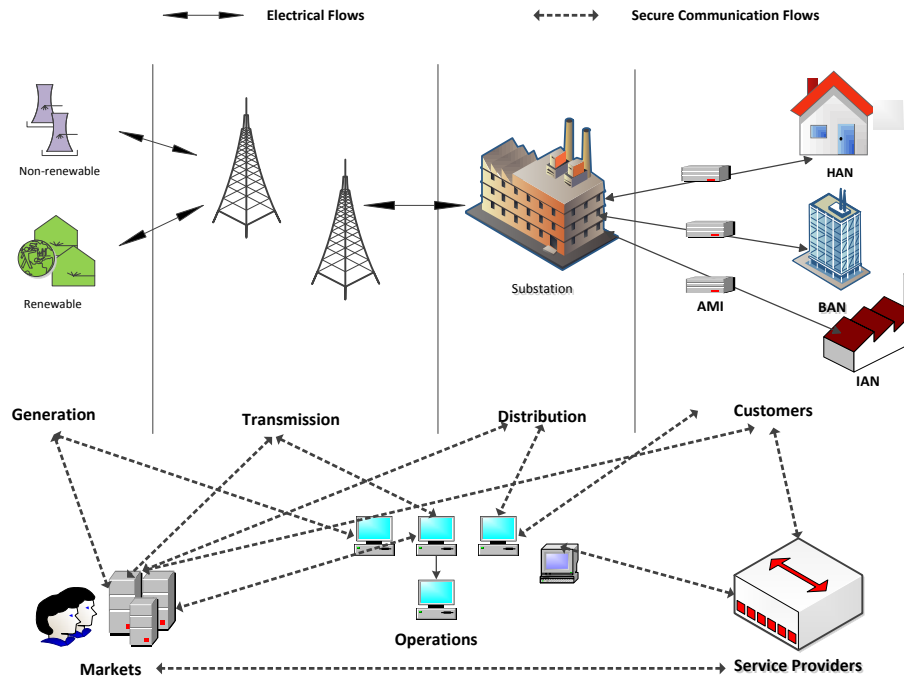 Electrical Flows
Secure Communication Flows
Non-renewable
HAN
Renewable
Substation
AMI
BAN
IAN
Generation
Transmission
Distribution
Customers
Operations
Markets
Service Providers